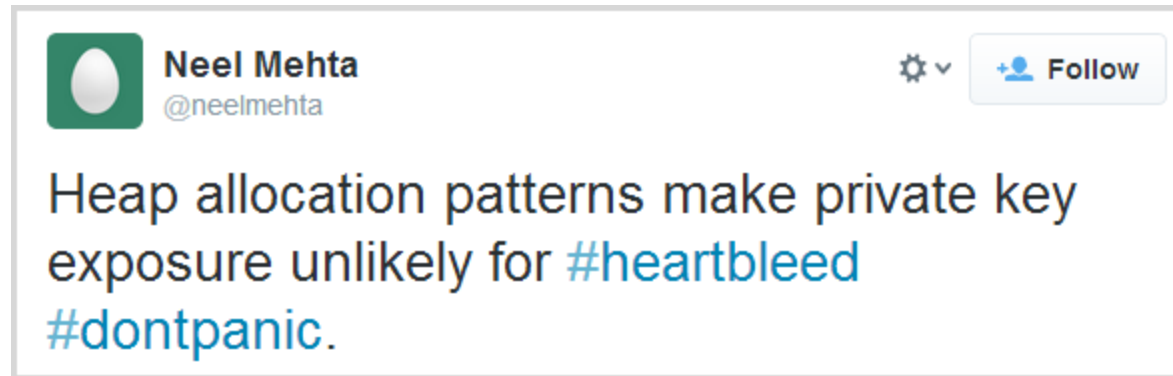 Neel Mehta
@neelmehta
Follow
Heap allocation patterns make private key
exposure unlikely for #heartbleed
#dontpanic.